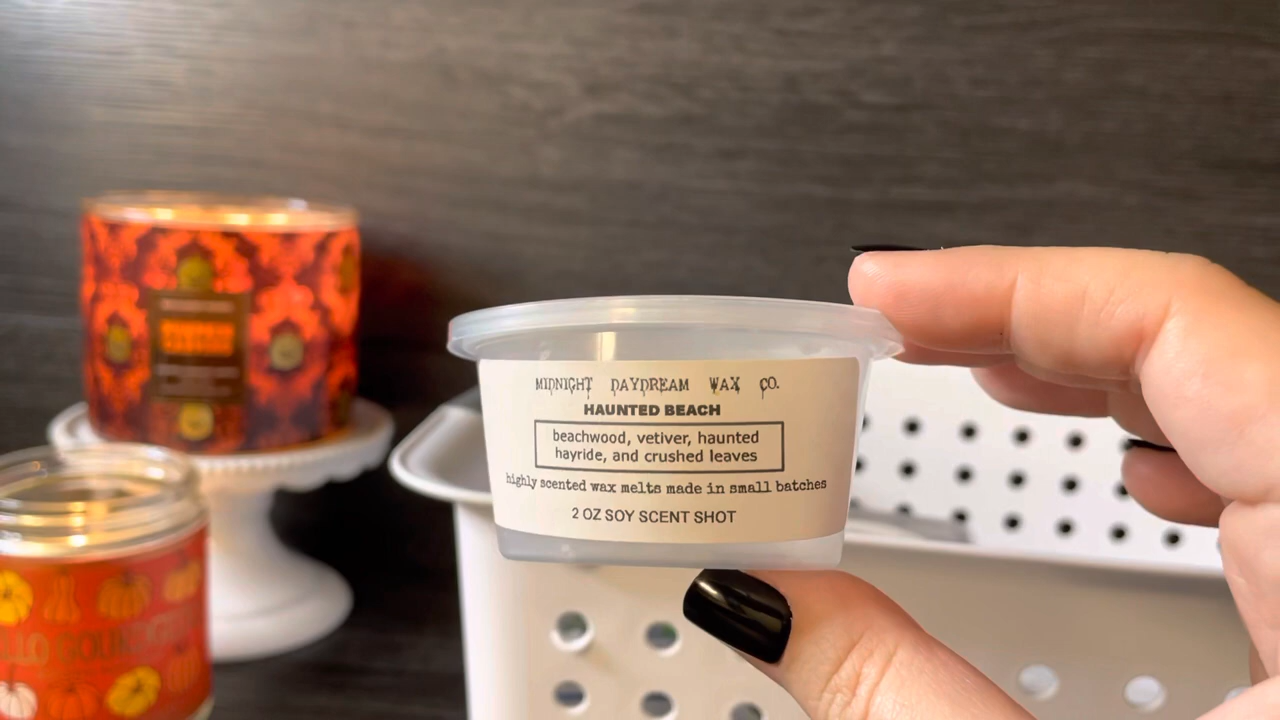 MIDNIGHT DAYDREAM WAX CO.
HAUNTED BEACH
beachwood, vetiver, haunted
hayride, and crushed leaves
highly scented wax melts made in small batches
2 OZ SOY SCENT SHOT